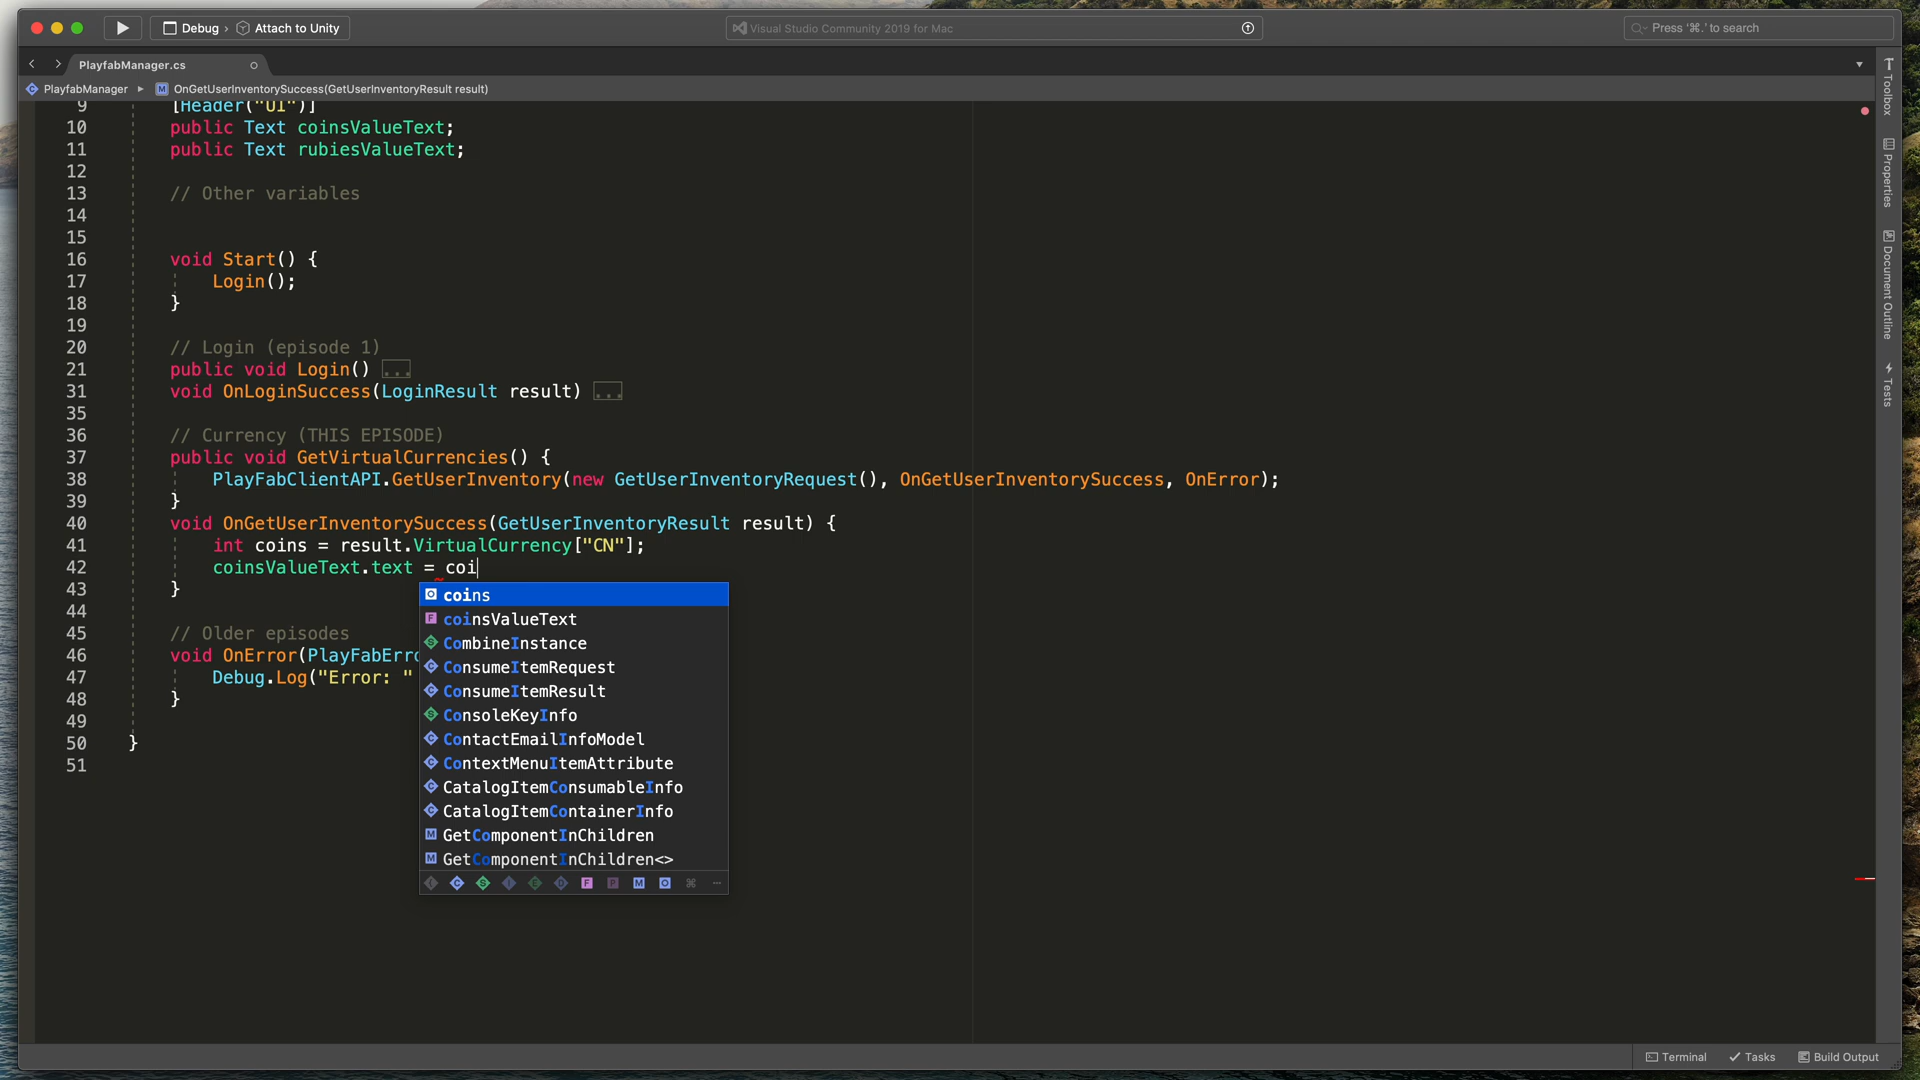 Debug › Attach to Unity
Visual Studio Community 2019 for Mac
Press '⌘.' to search
PlayfabManager.cs
PlayfabManager ▸ OnGetUserInventorySuccess(GetUserInventoryResult result)
9 [Header("UI")]
10 public Text coinsValueText;
11 public Text rubiesValueText;
12
13 // Other variables
14
15
16 void Start() {
17 Login();
18 }
19
20 // Login (episode 1)
21 public void Login() ...
31 void OnLoginSuccess(LoginResult result) ...
35
36 // Currency (THIS EPISODE)
37 public void GetVirtualCurrencies() {
38 PlayFabClientAPI.GetUserInventory(new GetUserInventoryRequest(), OnGetUserInventorySuccess, OnError);
39 }
40 void OnGetUserInventorySuccess(GetUserInventoryResult result) {
41 int coins = result.VirtualCurrency["CN"];
42 coinsValueText.text = coi
43 }
44
45 // Older episodes
46 void OnError(PlayFabErro
47 Debug.Log("Error: "
48 }
49
50 }
51
coins
coinsValueText
CombineInstance
ConsumeItemRequest
ConsumeItemResult
ConsoleKeyInfo
ContactEmailInfoModel
ContextMenuItemAttribute
CatalogItemConsumableInfo
CatalogItemContainerInfo
GetComponentInChildren
GetComponentInChildren<>
Toolbox
Properties
Document Outline
Tests
Terminal
Tasks
Build Output